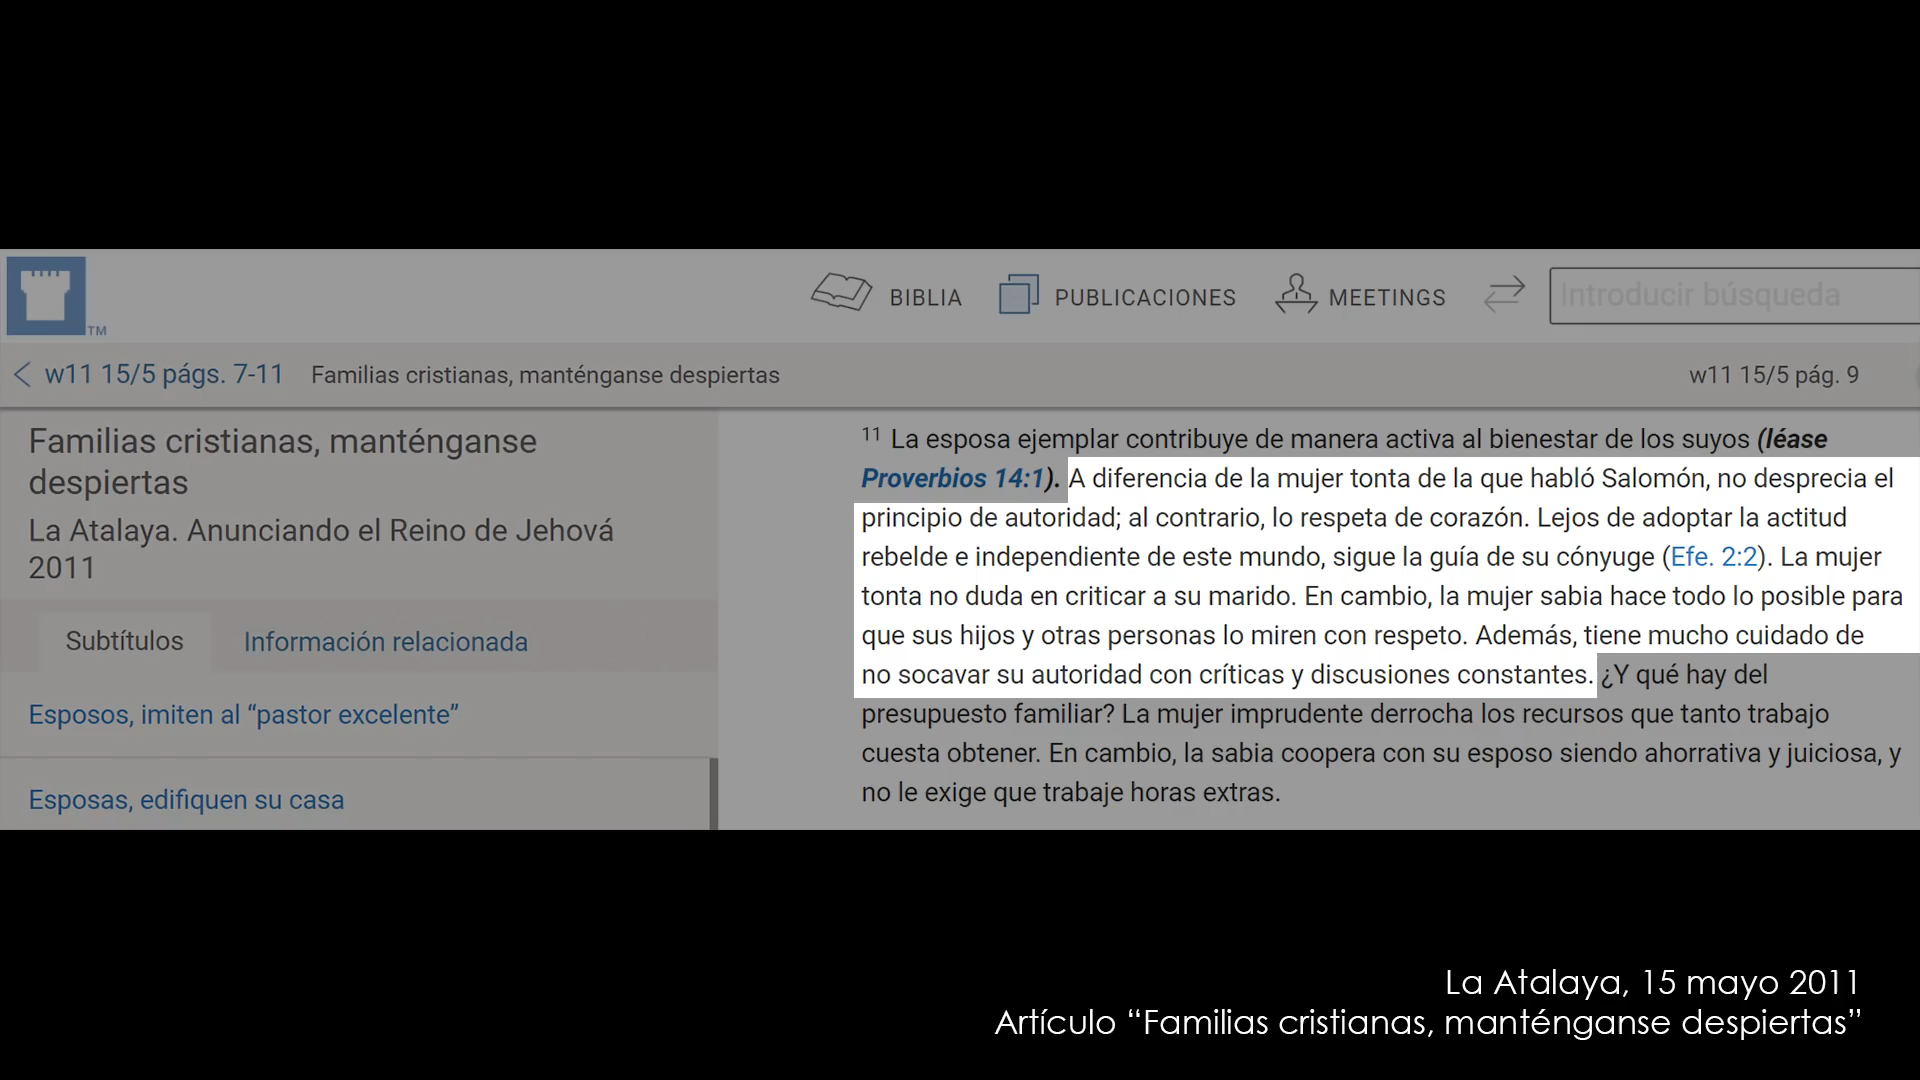 TM
BIBLIA
PUBLICACIONES
MEETINGS
Introducir búsqueda
w11 15/5 págs. 7-11
Familias cristianas, manténganse despiertas
w11 15/5 pág. 9
Familias cristianas, manténganse
despiertas
La Atalaya. Anunciando el Reino de Jehová
2011
Subtítulos
Información relacionada
Esposos, imiten al “pastor excelente”
Esposas, edifiquen su casa
11 La esposa ejemplar contribuye de manera activa al bienestar de los suyos (léase
Proverbios 14:1). A diferencia de la mujer tonta de la que habló Salomón, no desprecia el
principio de autoridad; al contrario, lo respeta de corazón. Lejos de adoptar la actitud
rebelde e independiente de este mundo, sigue la guía de su cónyuge (Efe. 2:2). La mujer
tonta no duda en criticar a su marido. En cambio, la mujer sabia hace todo lo posible para
que sus hijos y otras personas lo miren con respeto. Además, tiene mucho cuidado de
no socavar su autoridad con críticas y discusiones constantes. ¿Y qué hay del
presupuesto familiar? La mujer imprudente derrocha los recursos que tanto trabajo
cuesta obtener. En cambio, la sabia coopera con su esposo siendo ahorrativa y juiciosa, y
no le exige que trabaje horas extras.
La Atalaya, 15 mayo 2011
Artículo “Familias cristianas, manténganse despiertas”